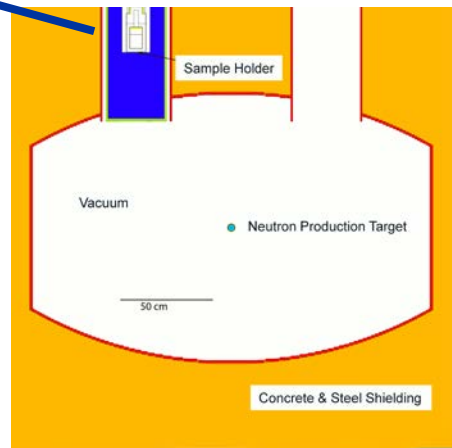 Sample Holder
Vacuum
Neutron Production Target
50 cm
Concrete & Steel Shielding